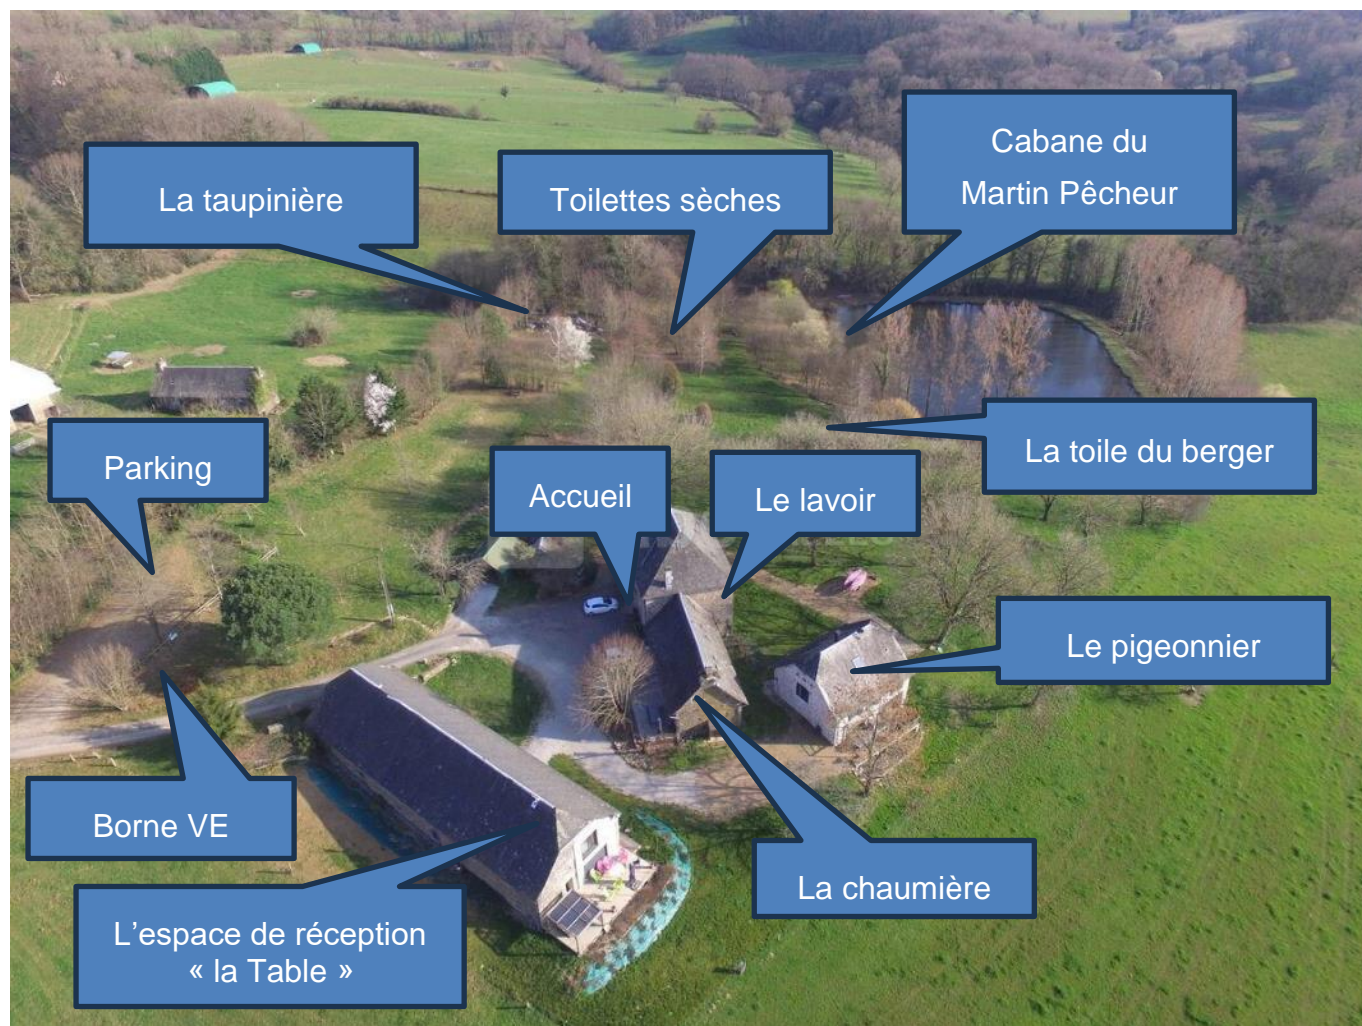 La taupinière
Toilettes sèches
Cabane du
Martin Pêcheur
Parking
Accueil
Le lavoir
La toile du berger
Le pigeonnier
Borne VE
La chaumière
L’espace de réception
« la Table »